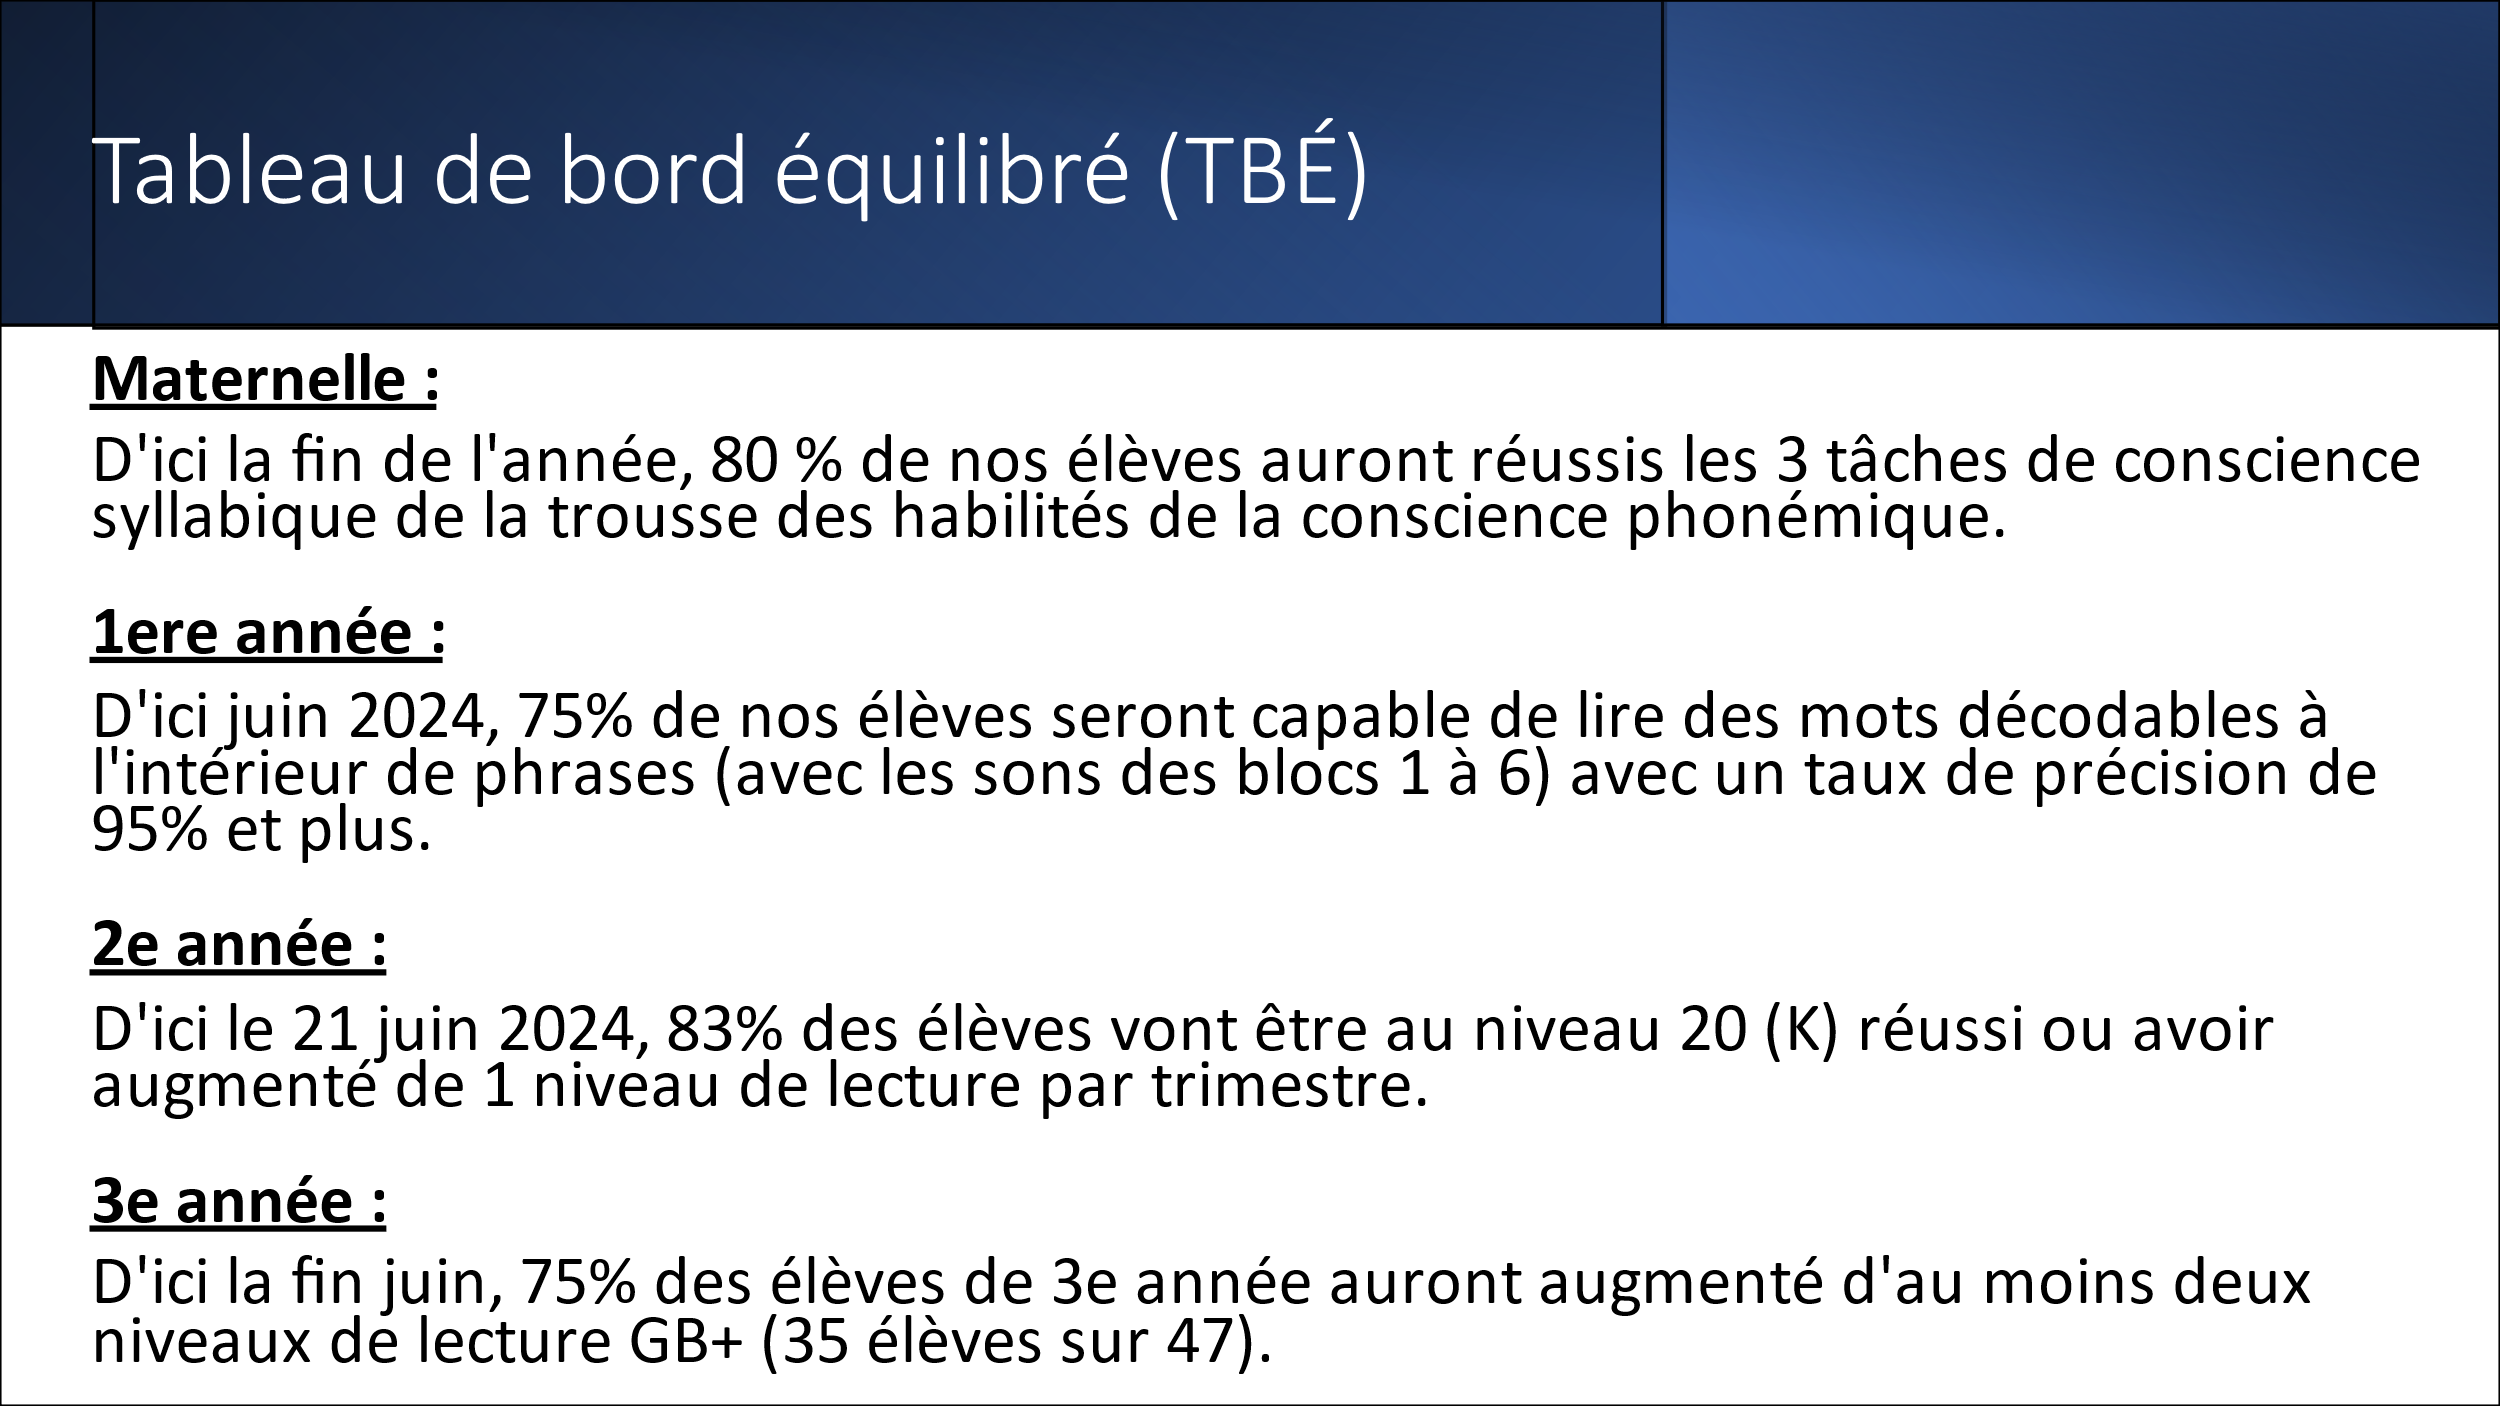 Tableau de bord équilibré (TBÉ)
Maternelle :
D'ici la fin de l'année, 80 % de nos élèves auront réussis les 3 tâches de conscience
syllabique de la trousse des habilités de la conscience phonémique.
1ere année :
D'ici juin 2024, 75% de nos élèves seront capable de lire des mots décodables à
l'intérieur de phrases (avec les sons des blocs 1 à 6) avec un taux de précision de
95% et plus.
2e année :
D'ici le 21 juin 2024, 83% des élèves vont être au niveau 20 (K) réussi ou avoir
augmenté de 1 niveau de lecture par trimestre.
3e année :
D'ici la fin juin, 75% des élèves de 3e année auront augmenté d'au moins deux
niveaux de lecture GB+ (35 élèves sur 47).